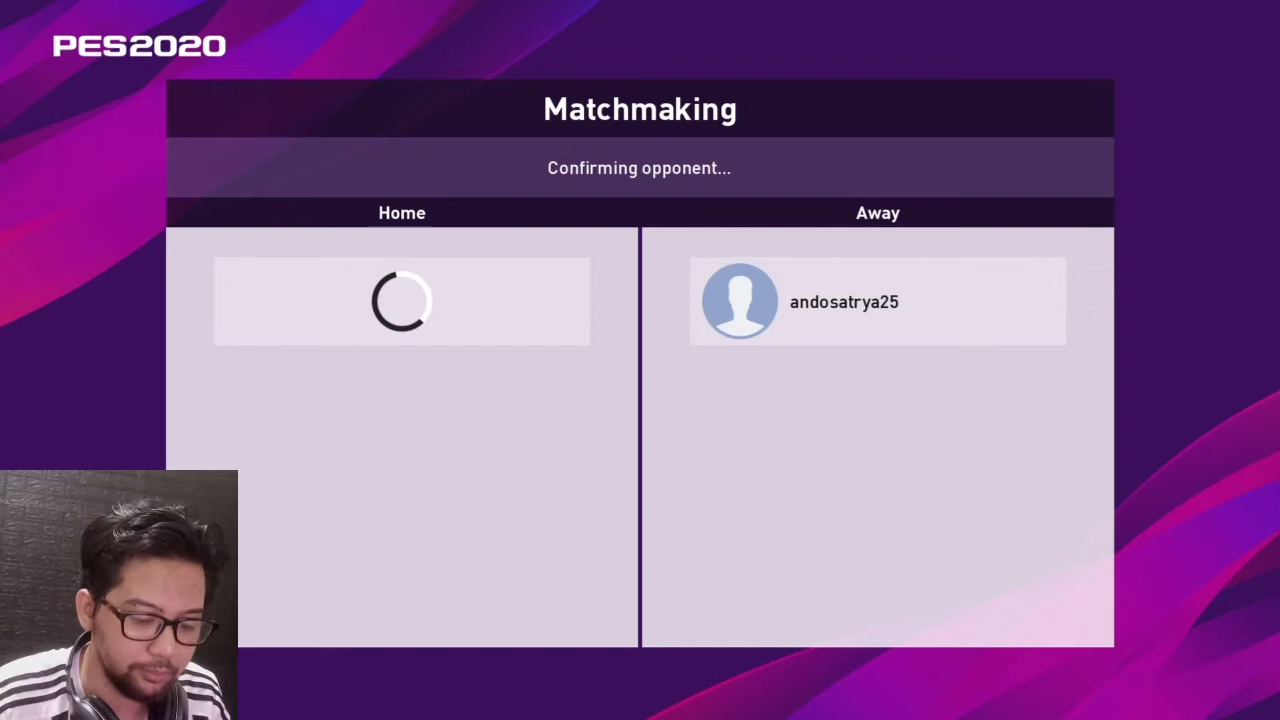 PES2020
Matchmaking
Confirming opponent...
Home
Away
andosatrya25